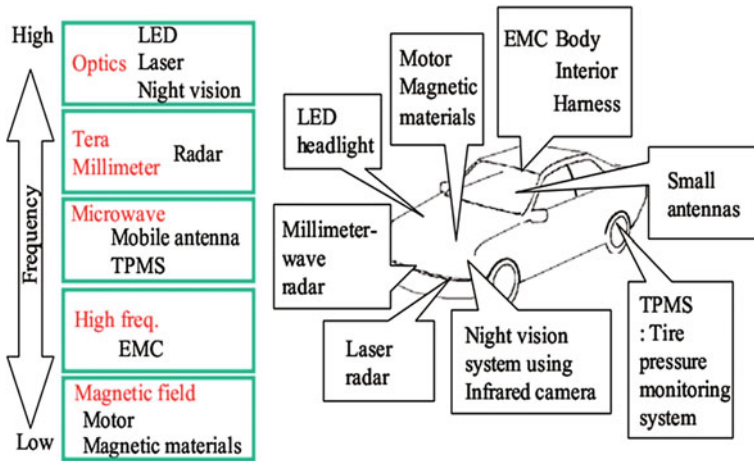 High
Frequency
Low
LED
Optics Laser
Night vision
Tera
Millimeter Radar
Microwave
Mobile antenna
TPMS
High freq.
EMC
Magnetic field
Motor
Magnetic materials
LED
headlight
Motor
Magnetic
materials
EMC Body
Interior
Harness
Small
antennas
Millimeter-
wave
radar
Laser
radar
Night vision
system using
Infrared camera
TPMS
: Tire
pressure
monitoring
system